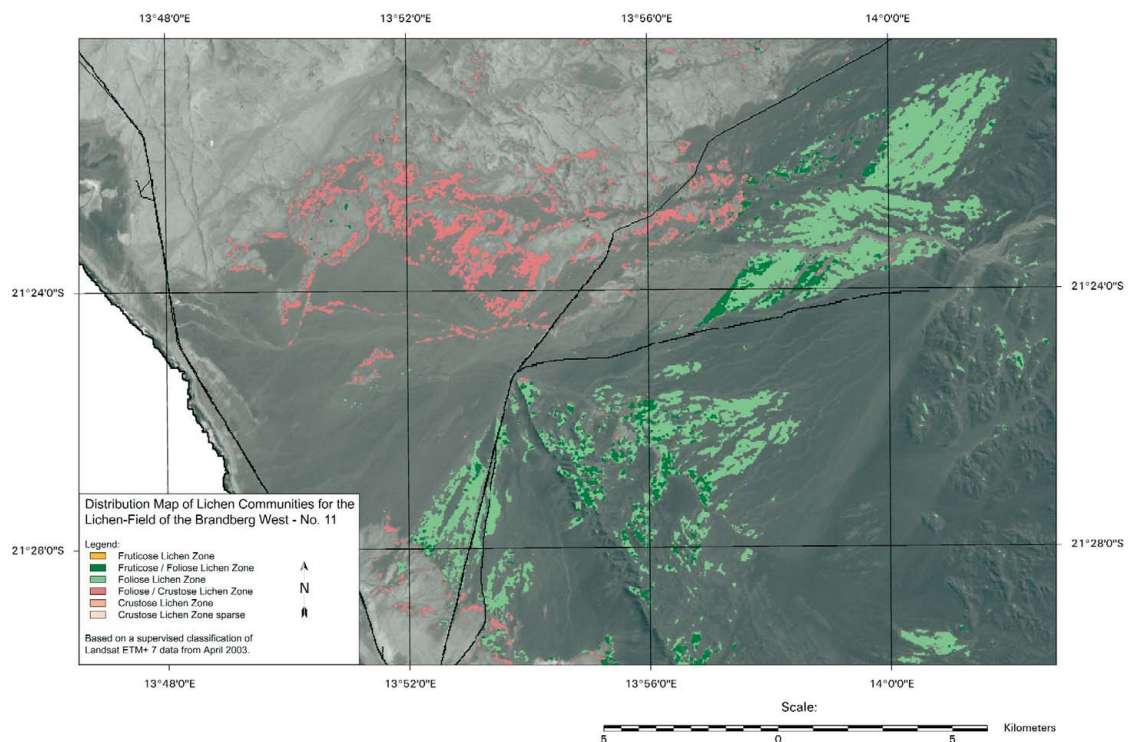 13°48'0"E 13°52'0"E 13°56'0"E 14°0'0"E
21°24'0"S 21°24'0"S
Distribution Map of Lichen Communities for the
Lichen-Field of the Brandberg West - No. 11
Legend:
Fruticose Lichen Zone
Fruticose / Foliose Lichen Zone
Foliose Lichen Zone
Foliose / Crustose Lichen Zone
Crustose Lichen Zone
Crustose Lichen Zone sparse
N
Based on a supervised classification of
Landsat ETM+ 7 data from April 2003.
21°28'0"S 21°28'0"S
13°48'0"E 13°52'0"E 13°56'0"E 14°0'0"E
Scale:
Kilometers
5 0 5